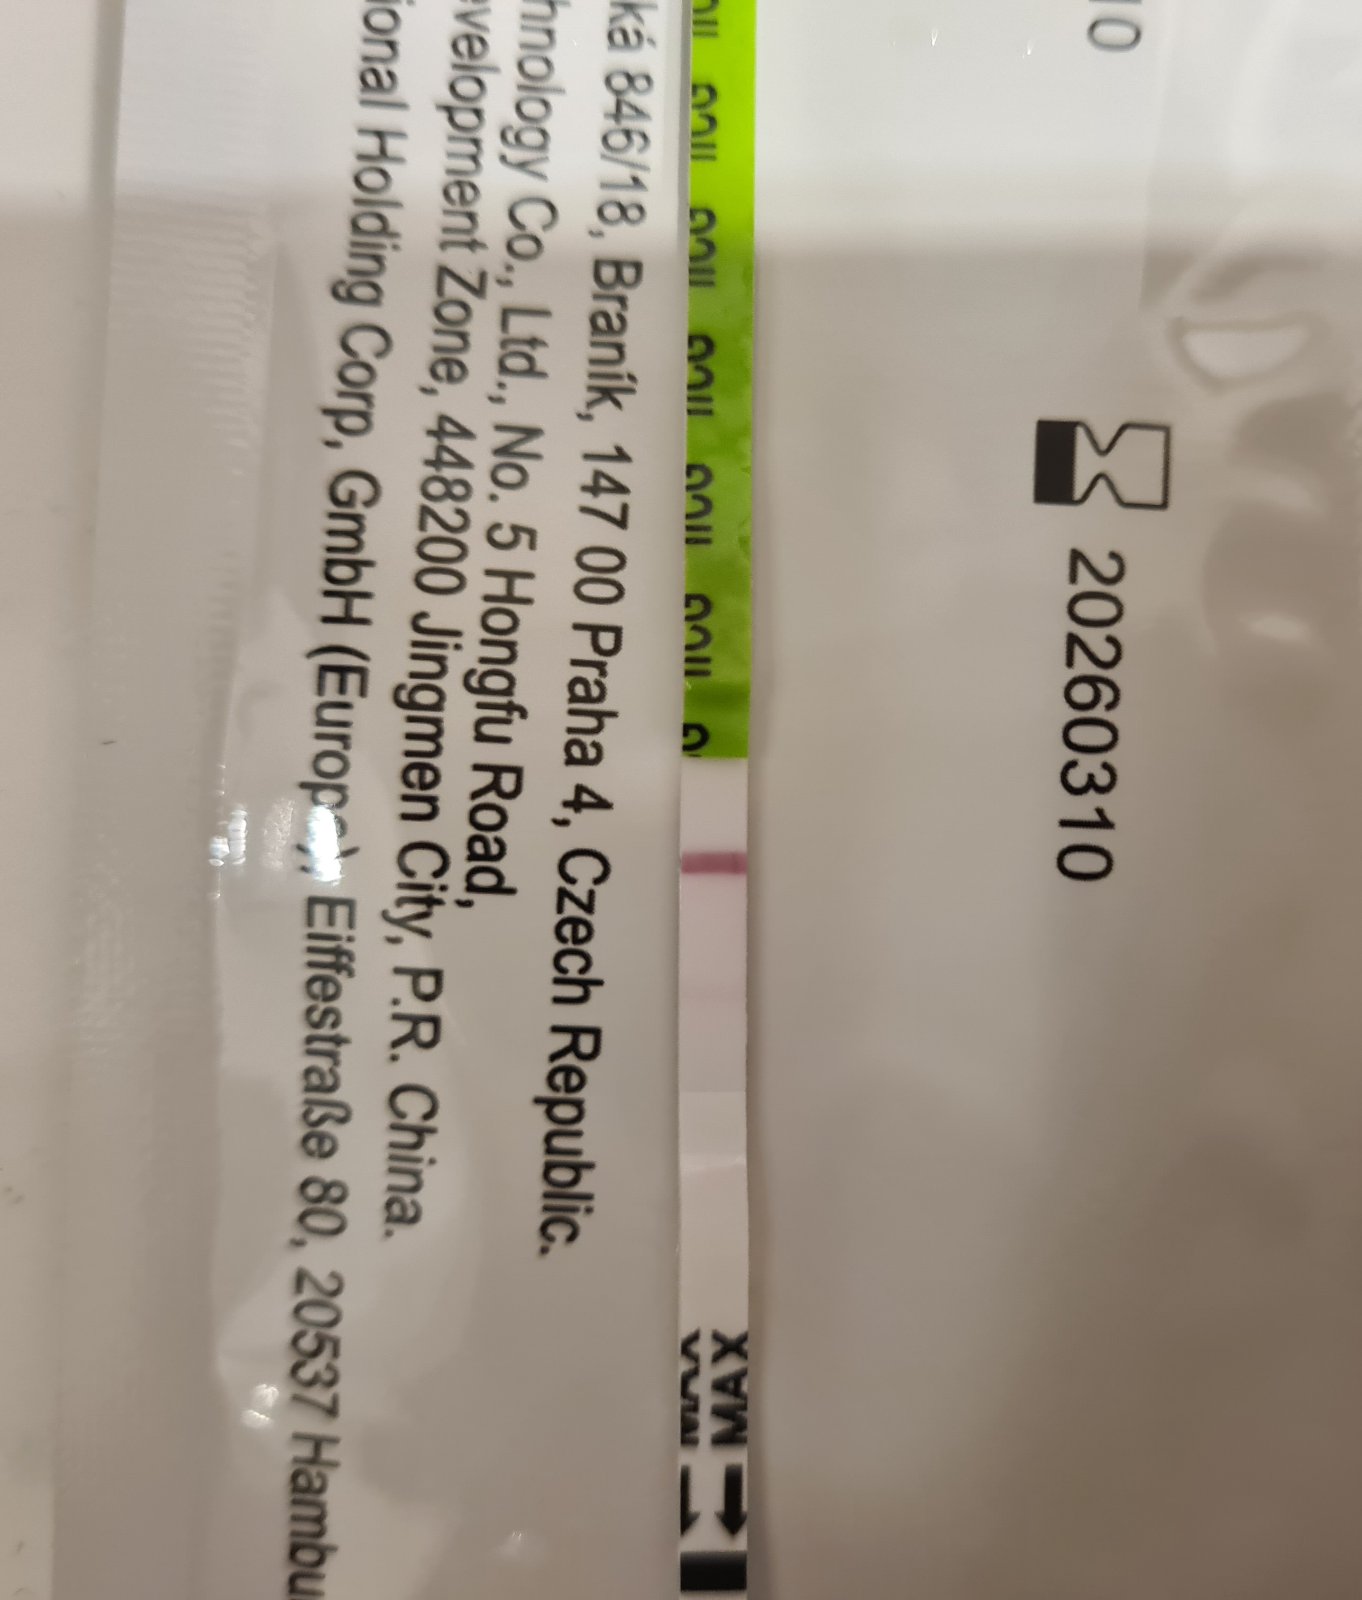 ká 846/18, Braník, 147 00 Praha 4, Czech Republic.
hnology Co., Ltd., No. 5 Hongfu Road,
evelopment Zone, 448200 Jingmen City, P.R. China.
ional Holding Corp, GmbH (Europe), Eiffestraße 80, 20537 Hambu
10
20260310
MAX